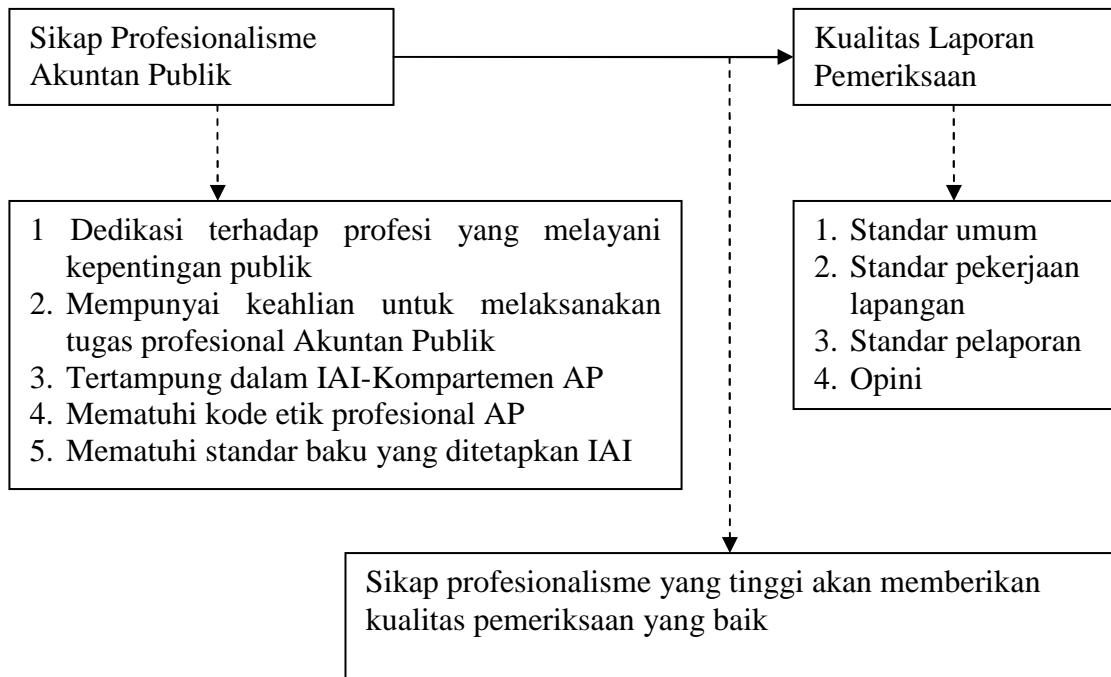 Sikap Profesionalisme
Akuntan Publik
Kualitas Laporan
Pemeriksaan
1 Dedikasi terhadap profesi yang melayani
kepentingan publik
2. Mempunyai keahlian untuk melaksanakan
tugas profesional Akuntan Publik
3. Tertampung dalam IAI-Kompartemen AP
4. Mematuhi kode etik profesional AP
5. Mematuhi standar baku yang ditetapkan IAI
1. Standar umum
2. Standar pekerjaan
lapangan
3. Standar pelaporan
4. Opini
Sikap profesionalisme yang tinggi akan memberikan
kualitas pemeriksaan yang baik